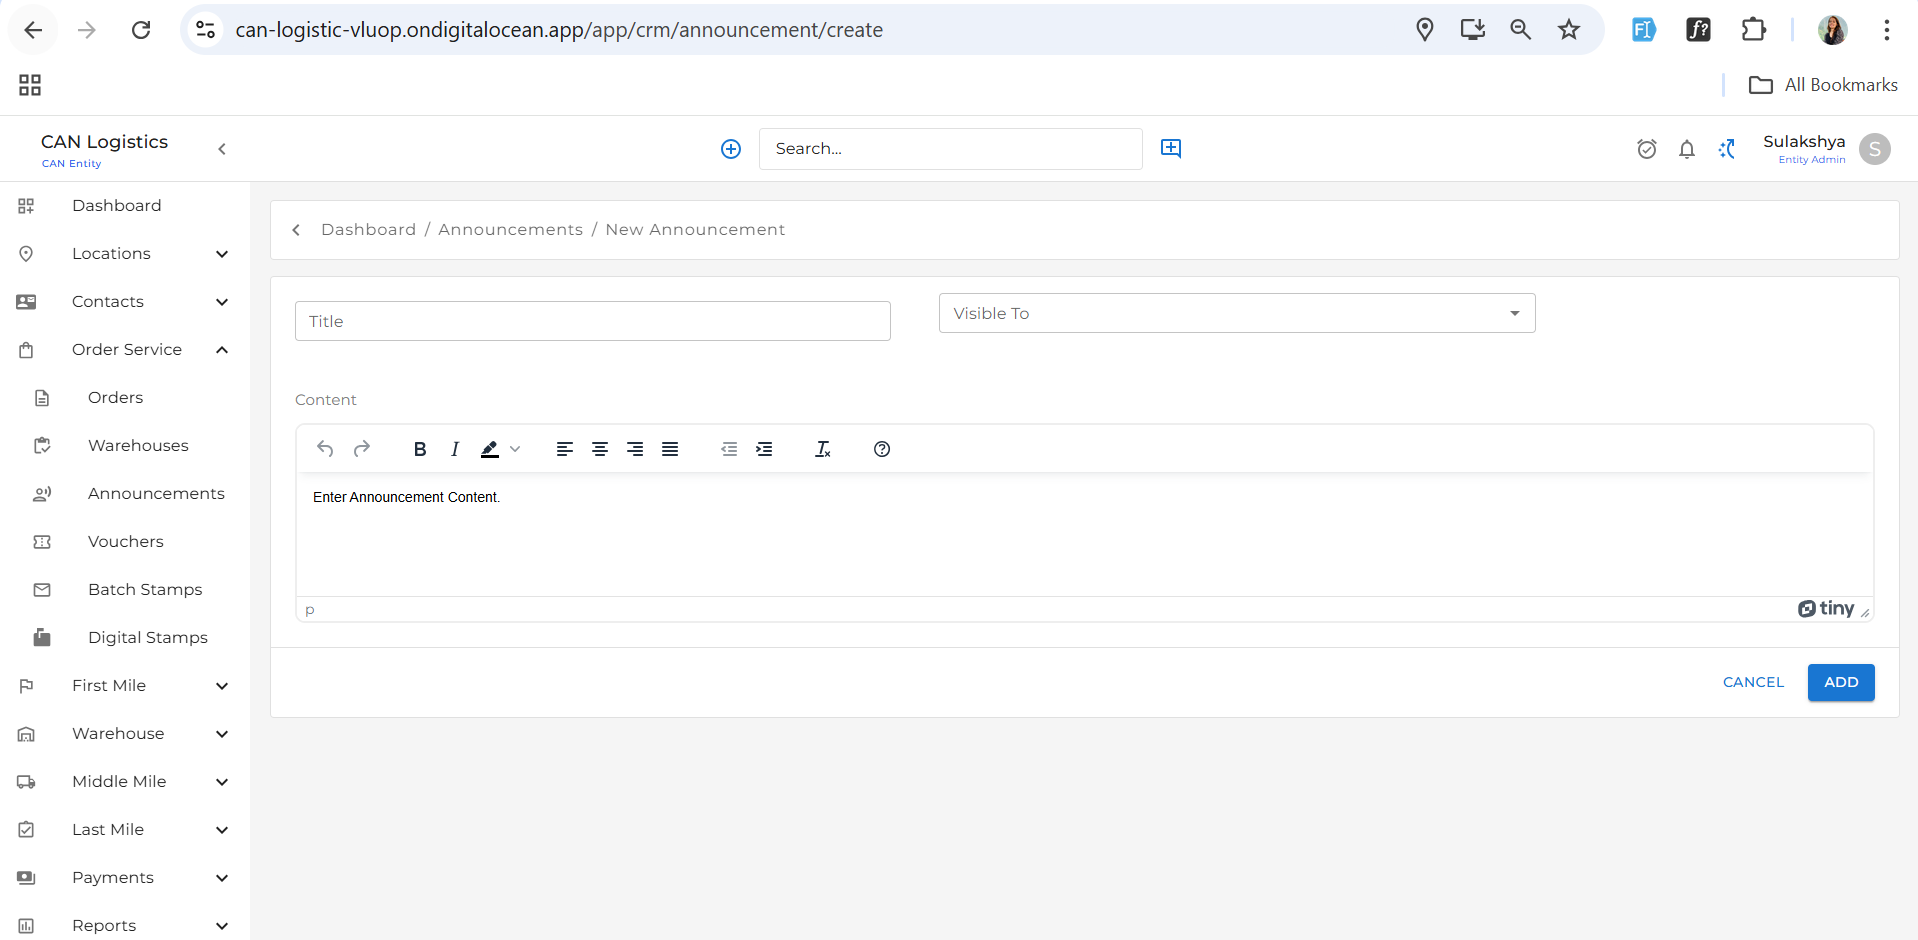 can-logistic-vluop.ondigitalocean.app/app/crm/announcement/create
All Bookmarks
CAN Logistics
CAN Entity
Search...
Sulakshya
Entity Admin
S
Dashboard
Locations
Contacts
Order Service
Orders
Warehouses
Announcements
Vouchers
Batch Stamps
Digital Stamps
First Mile
Warehouse
Middle Mile
Last Mile
Payments
Reports
Dashboard / Announcements / New Announcement
Title
Visible To
Content
B I
Enter Announcement Content.
p
tiny
CANCEL
ADD